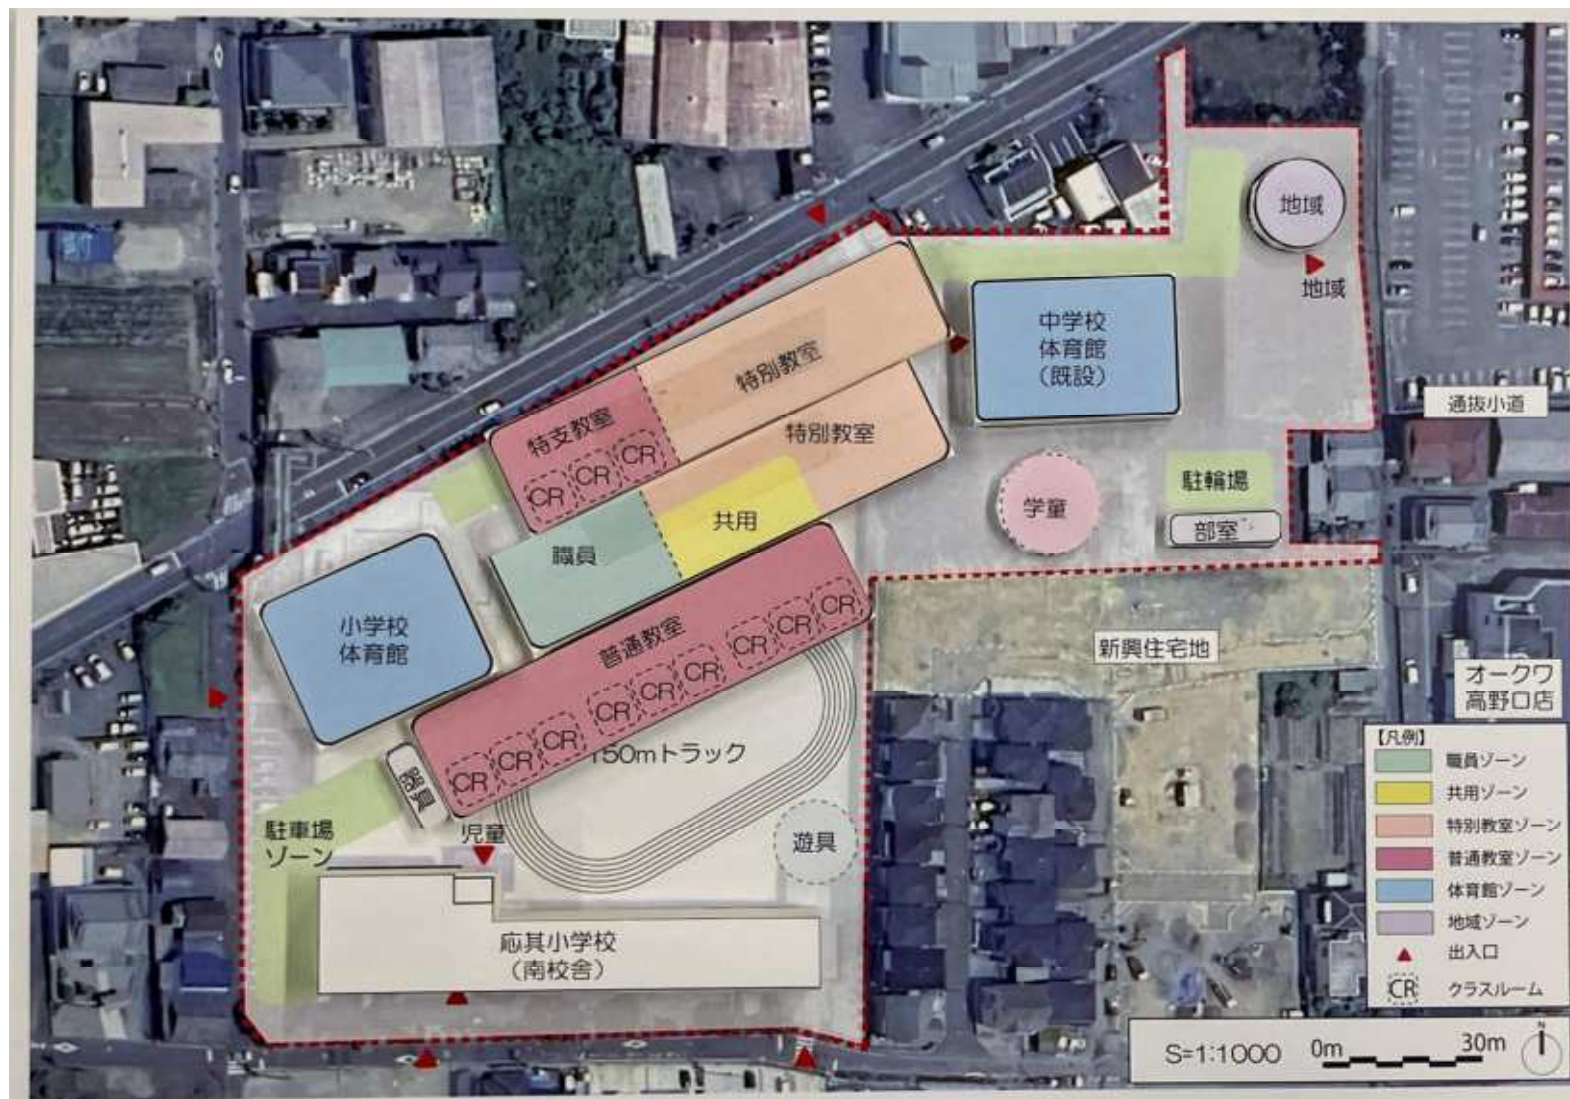 地域
地域
中学校
体育館
（既設）
特別教室
特支教室
CR
CR
CR
特別教室
通抜小道
駐輪場
学童
部室
共用
職員
小学校
体育館
普通教室
CR
CR
CR
CR
CR
CR
CR
CR
CR
新興住宅地
オークワ
高野口店
150mトラック
器具
駐車場
ゾーン
児童
遊具
応其小学校
（南校舎）
【凡例】
職員ゾーン
共用ゾーン
特別教室ゾーン
普通教室ゾーン
体育館ゾーン
地域ゾーン
出入口
CR クラスルーム
S=1:1000 0m 30m
N